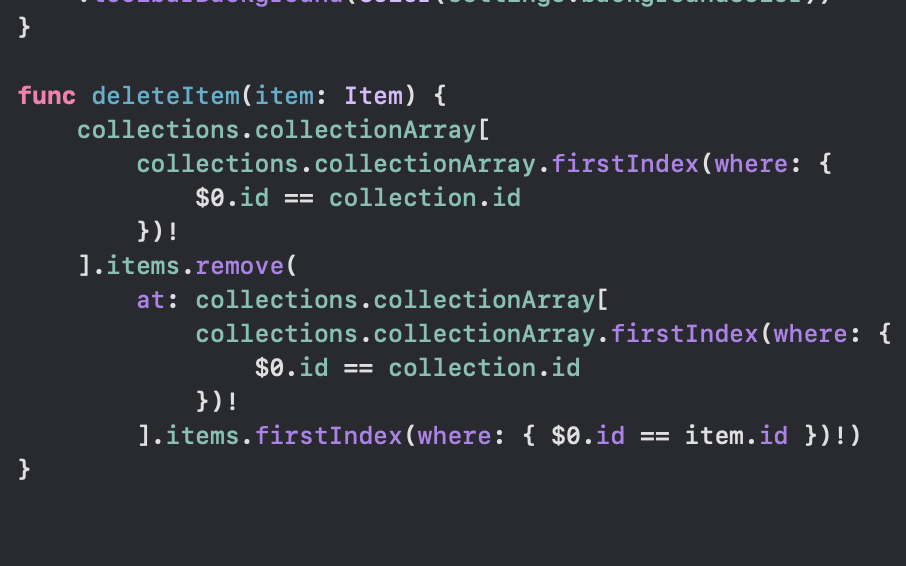 }
func deleteItem(item: Item) {
collections.collectionArray[
collections.collectionArray.firstIndex(where: {
$0.id == collection.id
})!
].items.remove(
at: collections.collectionArray[
collections.collectionArray.firstIndex(where: {
$0.id == collection.id
})!
].items.firstIndex(where: { $0.id == item.id })!)
}